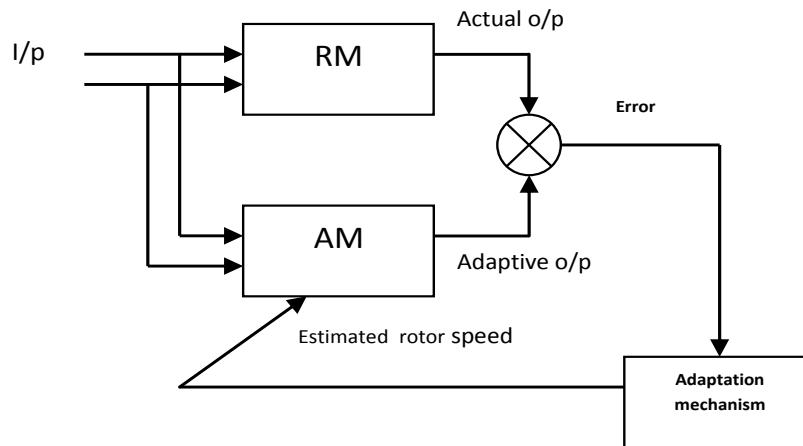 Actual o/p
I/p
RM
Error
AM
Adaptive o/p
Estimated rotor speed
Adaptation
mechanism